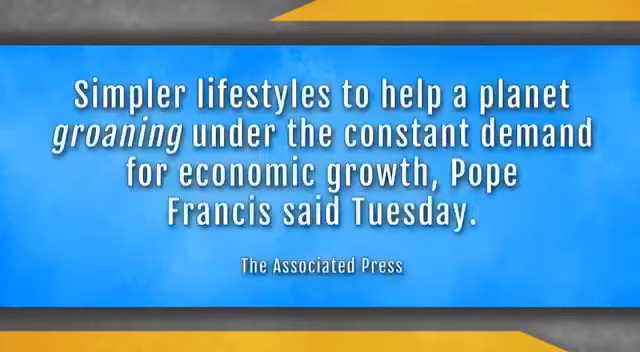 Simpler lifestyles to help a planet
groaning under the constant demand
for economic growth, Pope
Francis said Tuesday.
The Associated Press